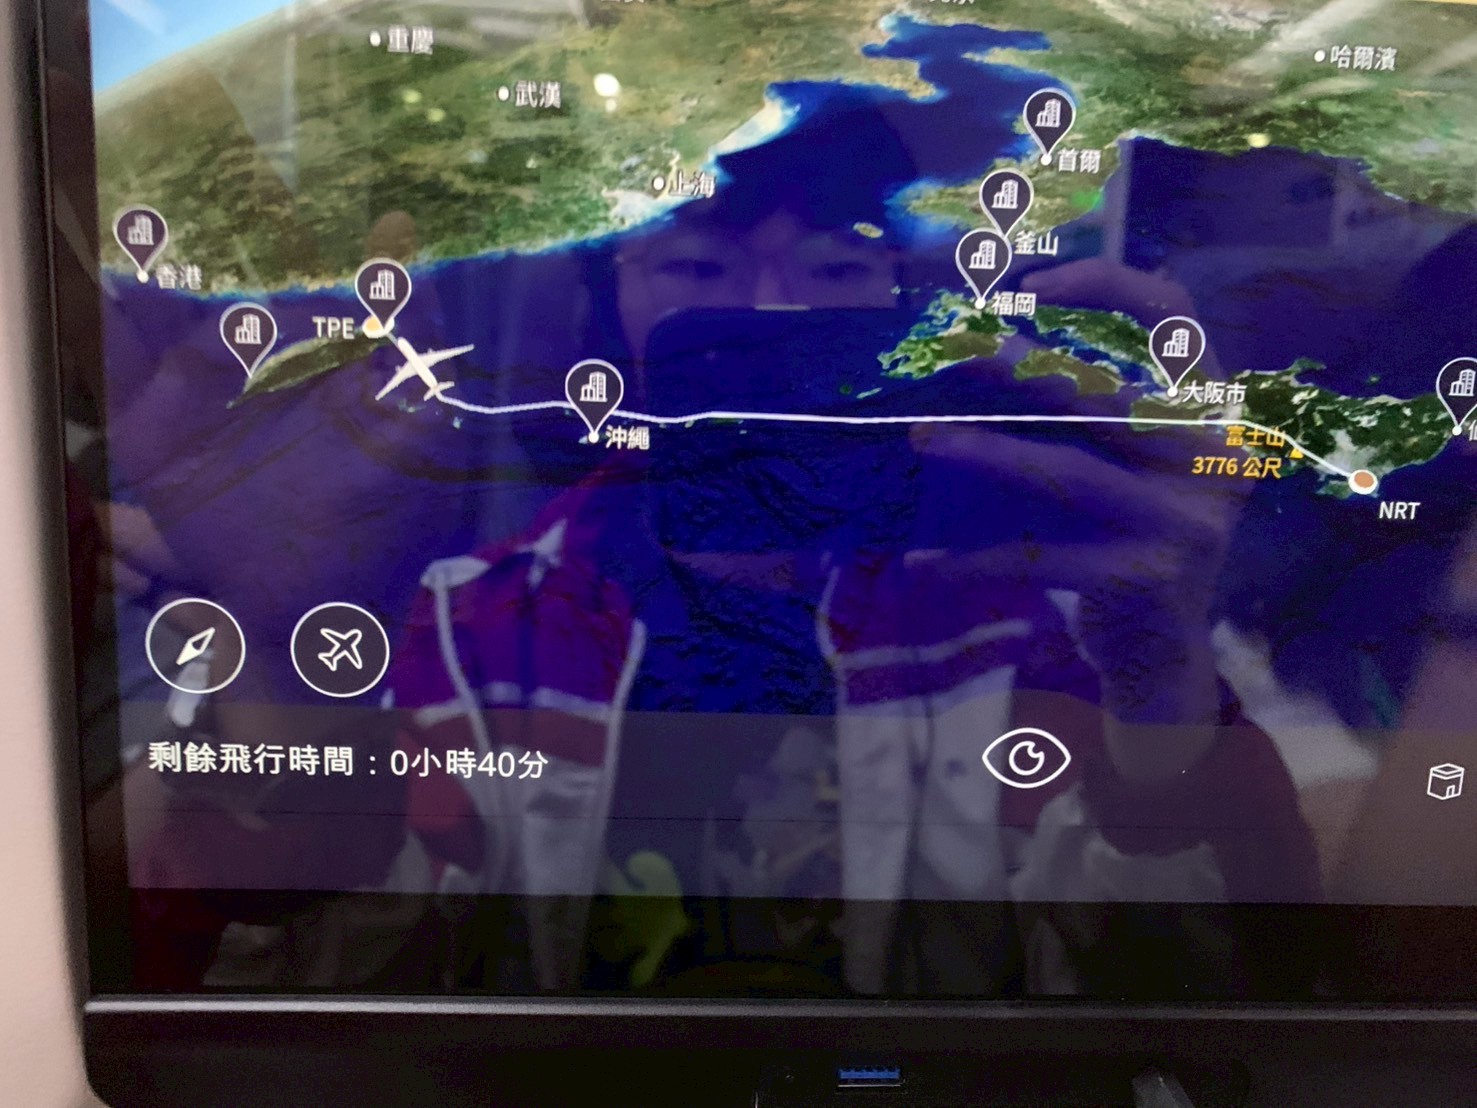 重慶
哈爾濱
武漢
首爾
上海
釜山
香港
福岡
TPE
大阪市
沖繩
富士山
3776 公尺
NRT
剩餘飛行時間：0小時40分